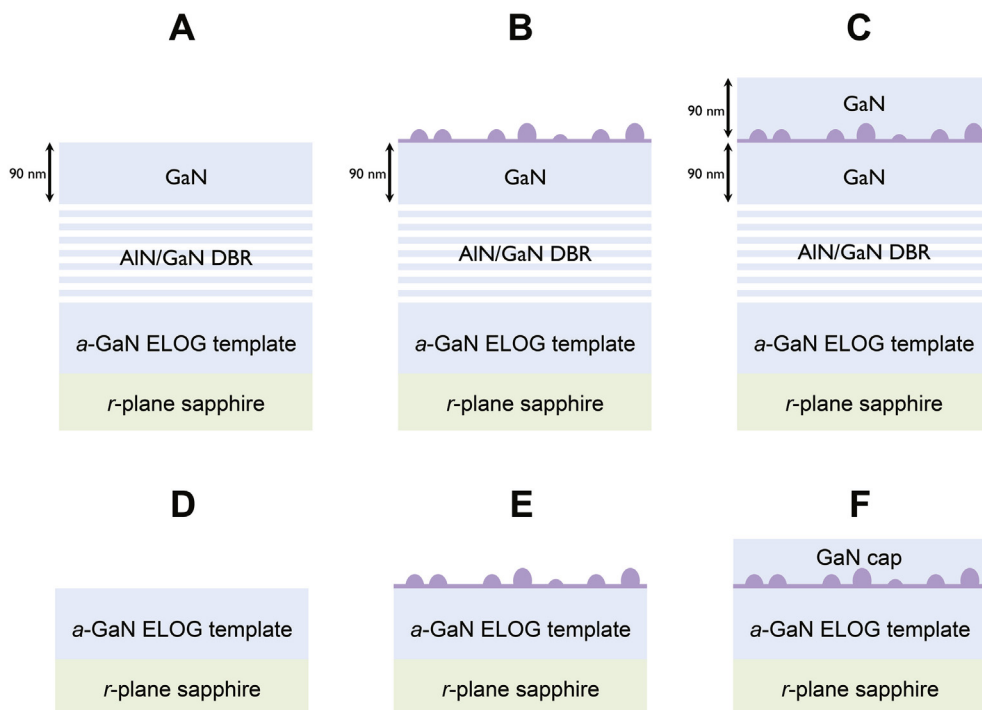 A
B
C
90 nm
GaN
AlN/GaN DBR
a-GaN ELOG template
r-plane sapphire
90 nm
GaN
AlN/GaN DBR
a-GaN ELOG template
r-plane sapphire
90 nm
GaN
90 nm
GaN
AlN/GaN DBR
a-GaN ELOG template
r-plane sapphire
D
E
F
a-GaN ELOG template
r-plane sapphire
a-GaN ELOG template
r-plane sapphire
GaN cap
a-GaN ELOG template
r-plane sapphire